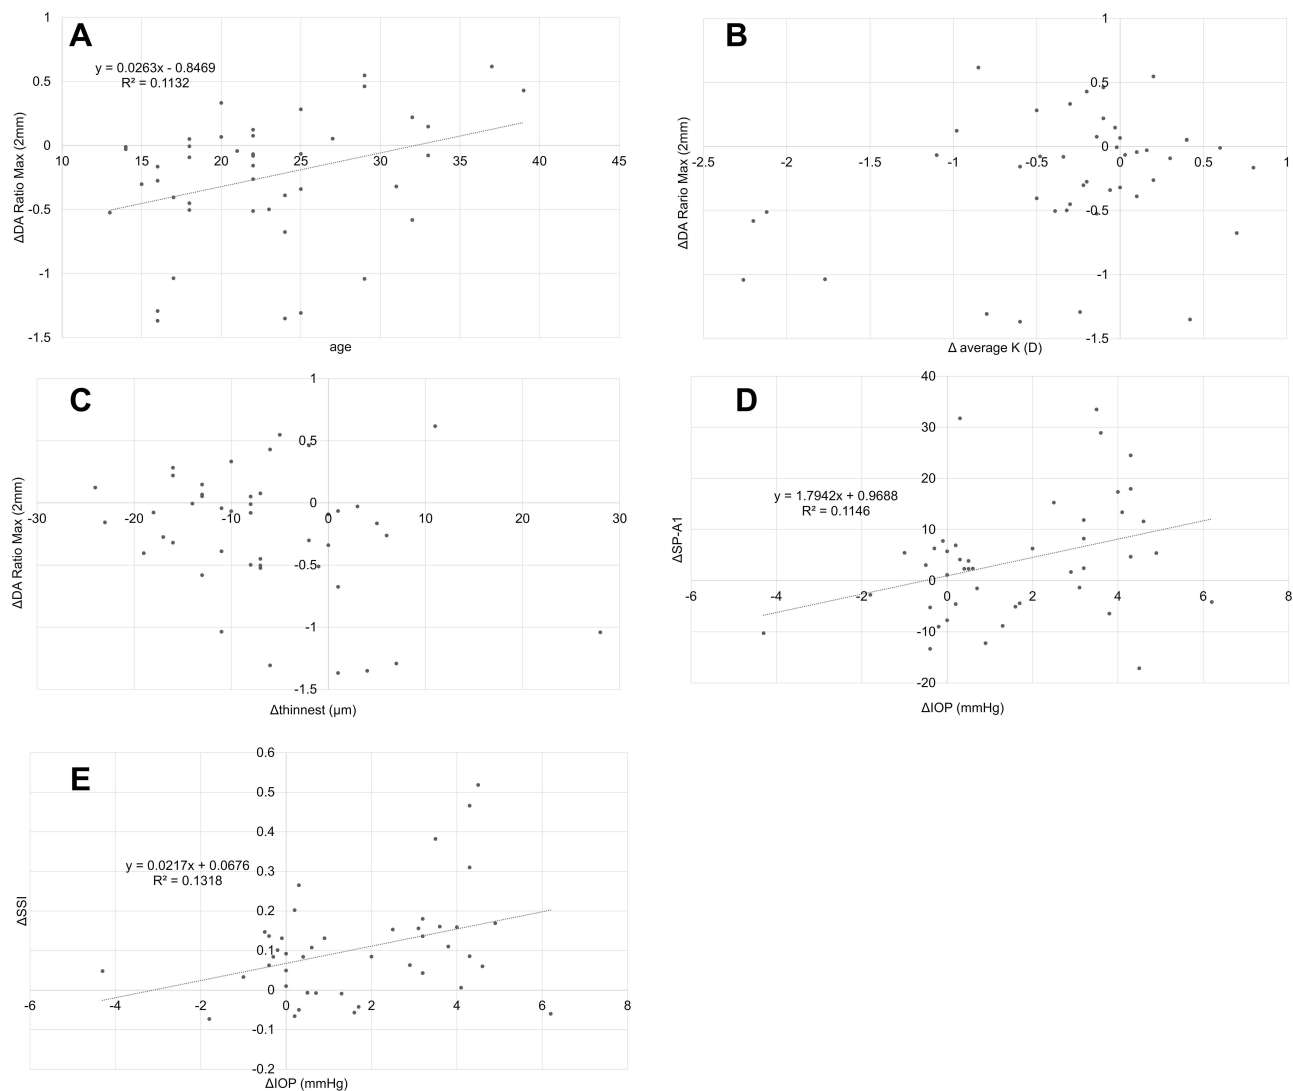 A
y = 0.0263x - 0.8469
R² = 0.1132
ΔDA Ratio Max (2mm)
1
0.5
0
-0.5
-1
-1.5
10 15 20 25 30 35 40 45
age
B
ΔDA Rario Max (2mm)
1
0.5
0
-0.5
-1
-1.5
-2.5 -2 -1.5 -1 -0.5 0 0.5 1
Δ average K (D)
C
ΔDA Ratio Max (2mm)
1
0.5
0
-0.5
-1
-1.5
-30 -20 -10 0 10 20 30
Δthinnest (μm)
D
y = 1.7942x + 0.9688
R² = 0.1146
ΔSP-A1
40
30
20
10
0
-10
-20
-6 -4 -2 0 2 4 6 8
ΔIOP (mmHg)
E
y = 0.0217x + 0.0676
R² = 0.1318
ΔSSI
0.6
0.5
0.4
0.3
0.2
0.1
0
-0.1
-0.2
-6 -4 -2 0 2 4 6 8
ΔIOP (mmHg)